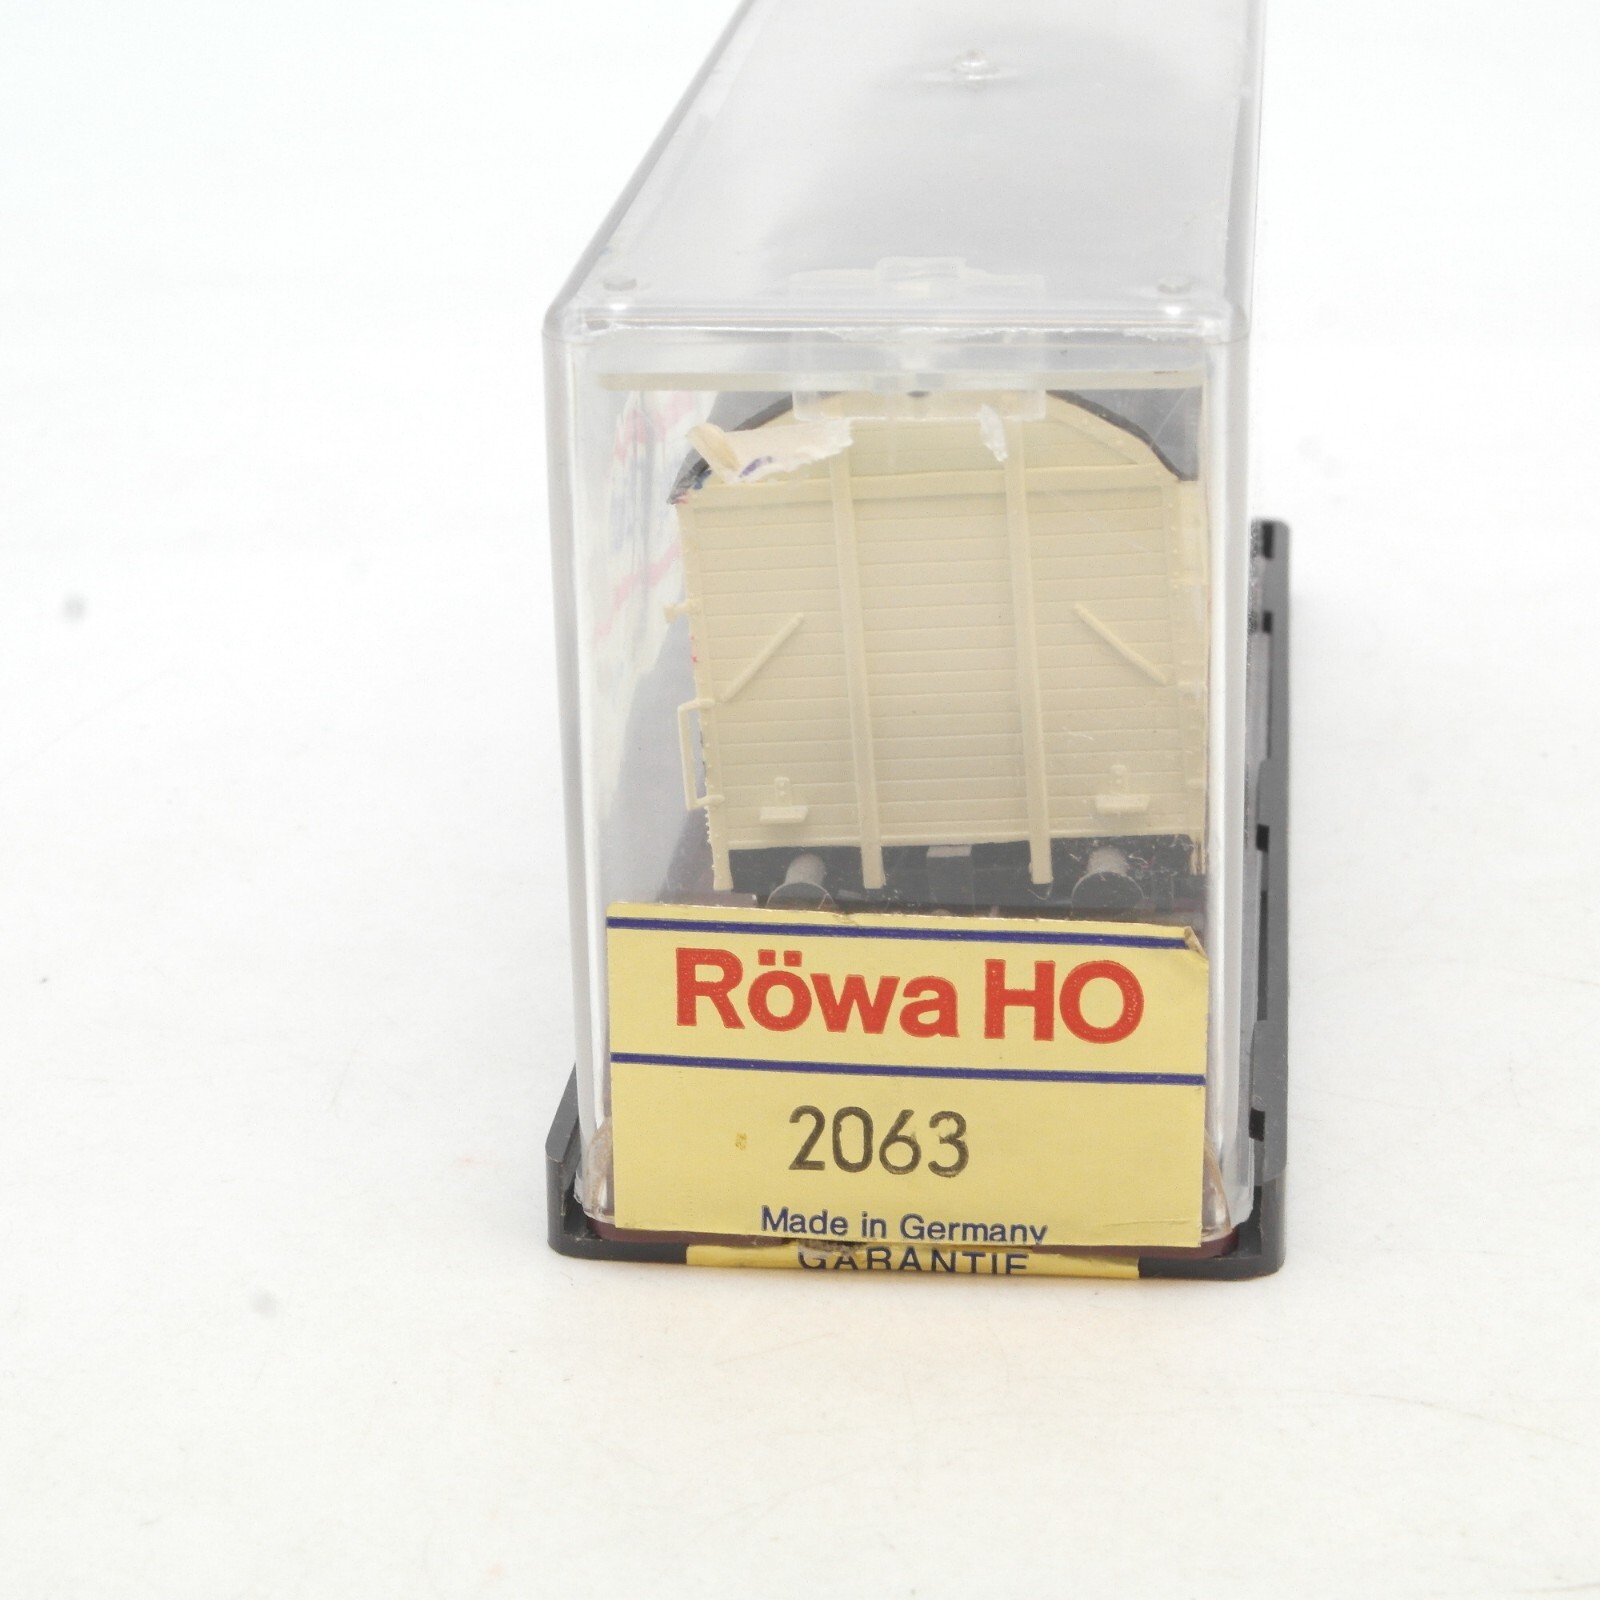 Röwa HO
2063
Made in Germany
GARANTIE